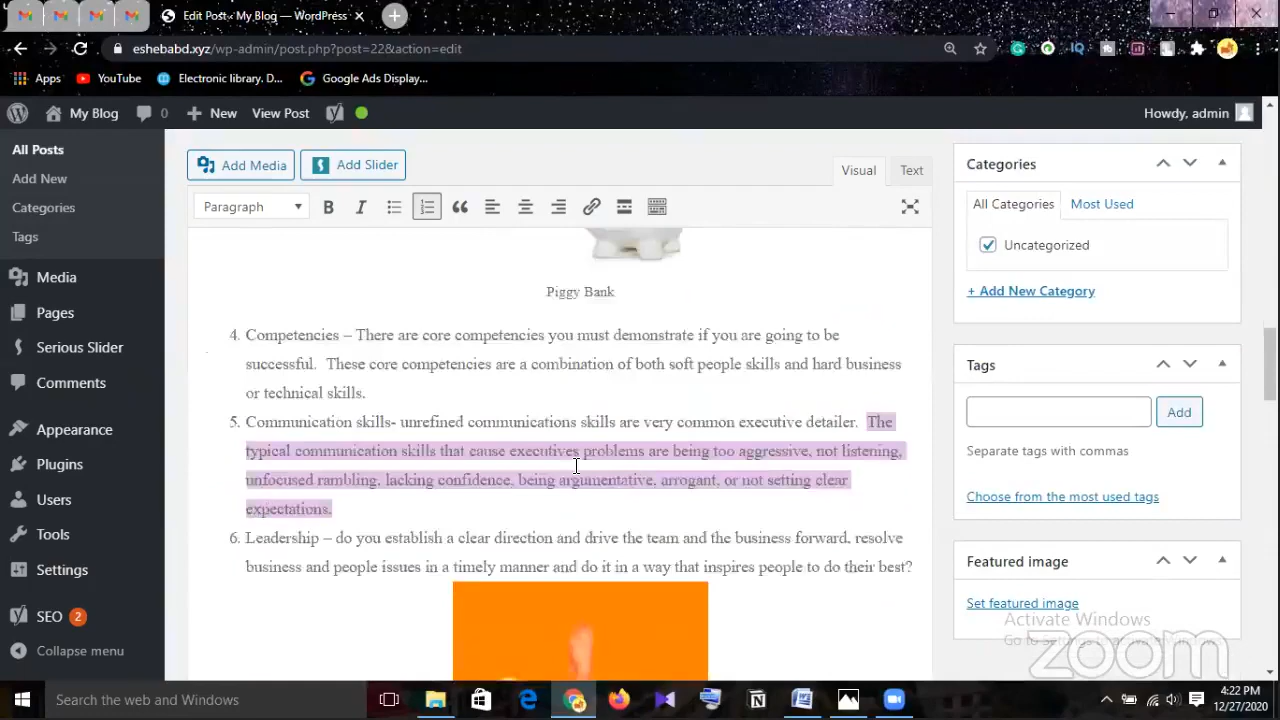 Edit Post ‹ My Blog — WordPress
eshebabd.xyz/wp-admin/post.php?post=22&action=edit
Apps
YouTube
Electronic library. D...
Google Ads Display...
My Blog
0
New
View Post
Howdy, admin
All Posts
Add New
Categories
Tags
Media
Pages
Serious Slider
Comments
Appearance
Plugins
Users
Tools
Settings
SEO 2
Collapse menu
Add Media
Add Slider
Visual
Text
Paragraph
Piggy Bank
4. Competencies – There are core competencies you must demonstrate if you are going to be
successful. These core competencies are a combination of both soft people skills and hard business
or technical skills.
5. Communication skills- unrefined communications skills are very common executive detailer. The
typical communication skills that cause executives problems are being too aggressive, not listening,
unfocused rambling, lacking confidence, being argumentative, arrogant, or not setting clear
expectations.
6. Leadership – do you establish a clear direction and drive the team and the business forward, resolve
business and people issues in a timely manner and do it in a way that inspires people to do their best?
Categories
All Categories
Most Used
Uncategorized
+ Add New Category
Tags
Add
Separate tags with commas
Choose from the most used tags
Featured image
Set featured image
Activate Windows
zoom
Search the web and Windows
4:22 PM
12/27/2020